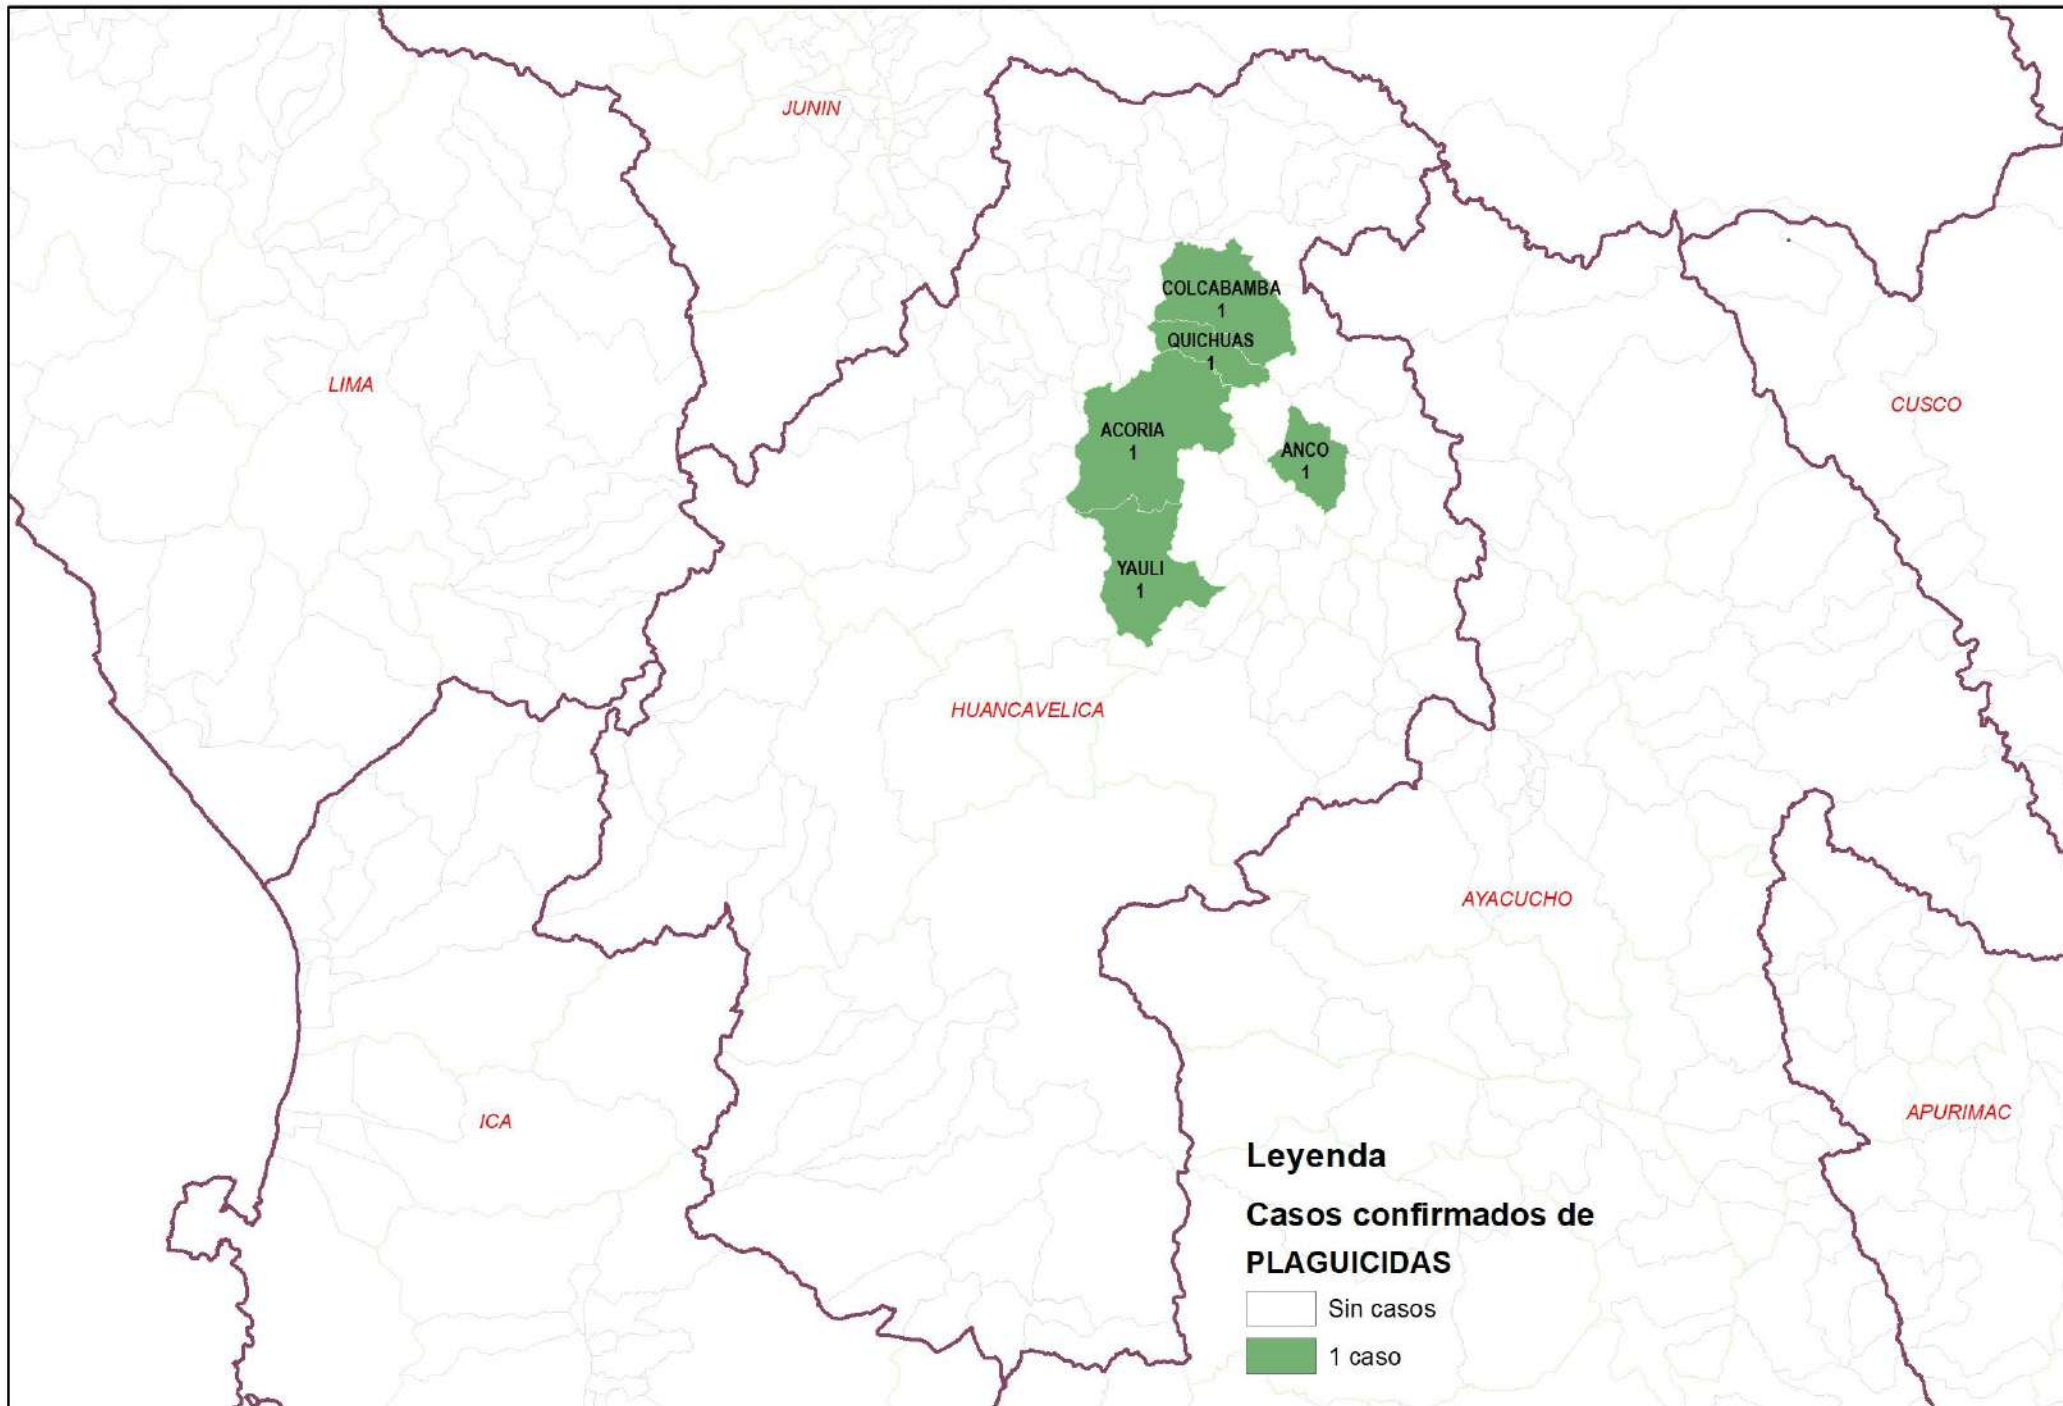 JUNIN
COLCABAMBA
1
QUICHUAS
1
LIMA
CUSCO
ACORIA
1
ANCO
1
YAULI
1
HUANCAVELICA
AYACUCHO
ICA
APURIMAC
Leyenda
Casos confirmados de
PLAGUICIDAS
Sin casos
1 caso